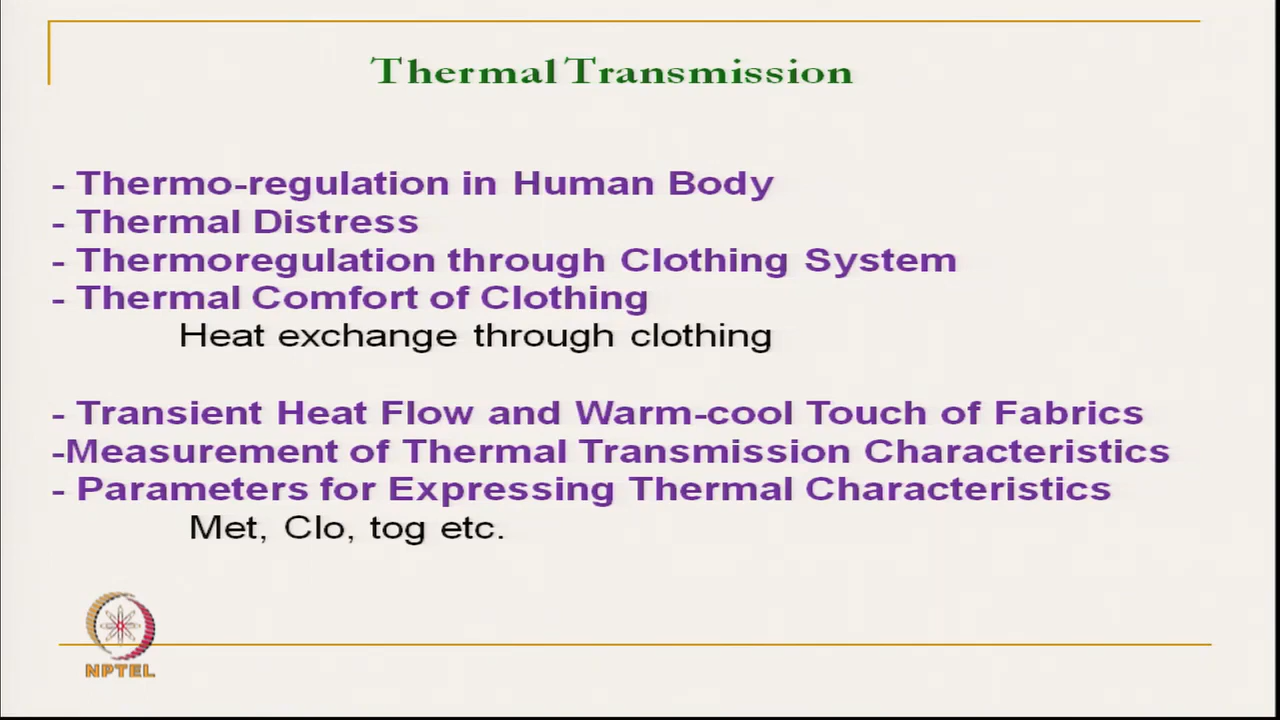 Thermal Transmission
- Thermo-regulation in Human Body
- Thermal Distress
- Thermoregulation through Clothing System
- Thermal Comfort of Clothing
Heat exchange through clothing
- Transient Heat Flow and Warm-cool Touch of Fabrics
-Measurement of Thermal Transmission Characteristics
- Parameters for Expressing Thermal Characteristics
Met, Clo, tog etc.
NPTEL